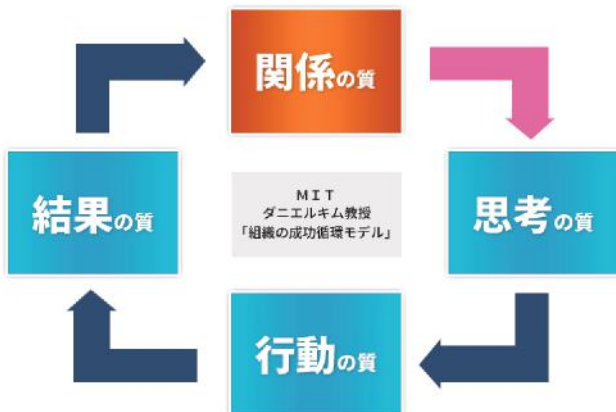 関係の質
結果の質
MIT
ダニエルキム教授
「組織の成功循環モデル」
思考の質
行動の質